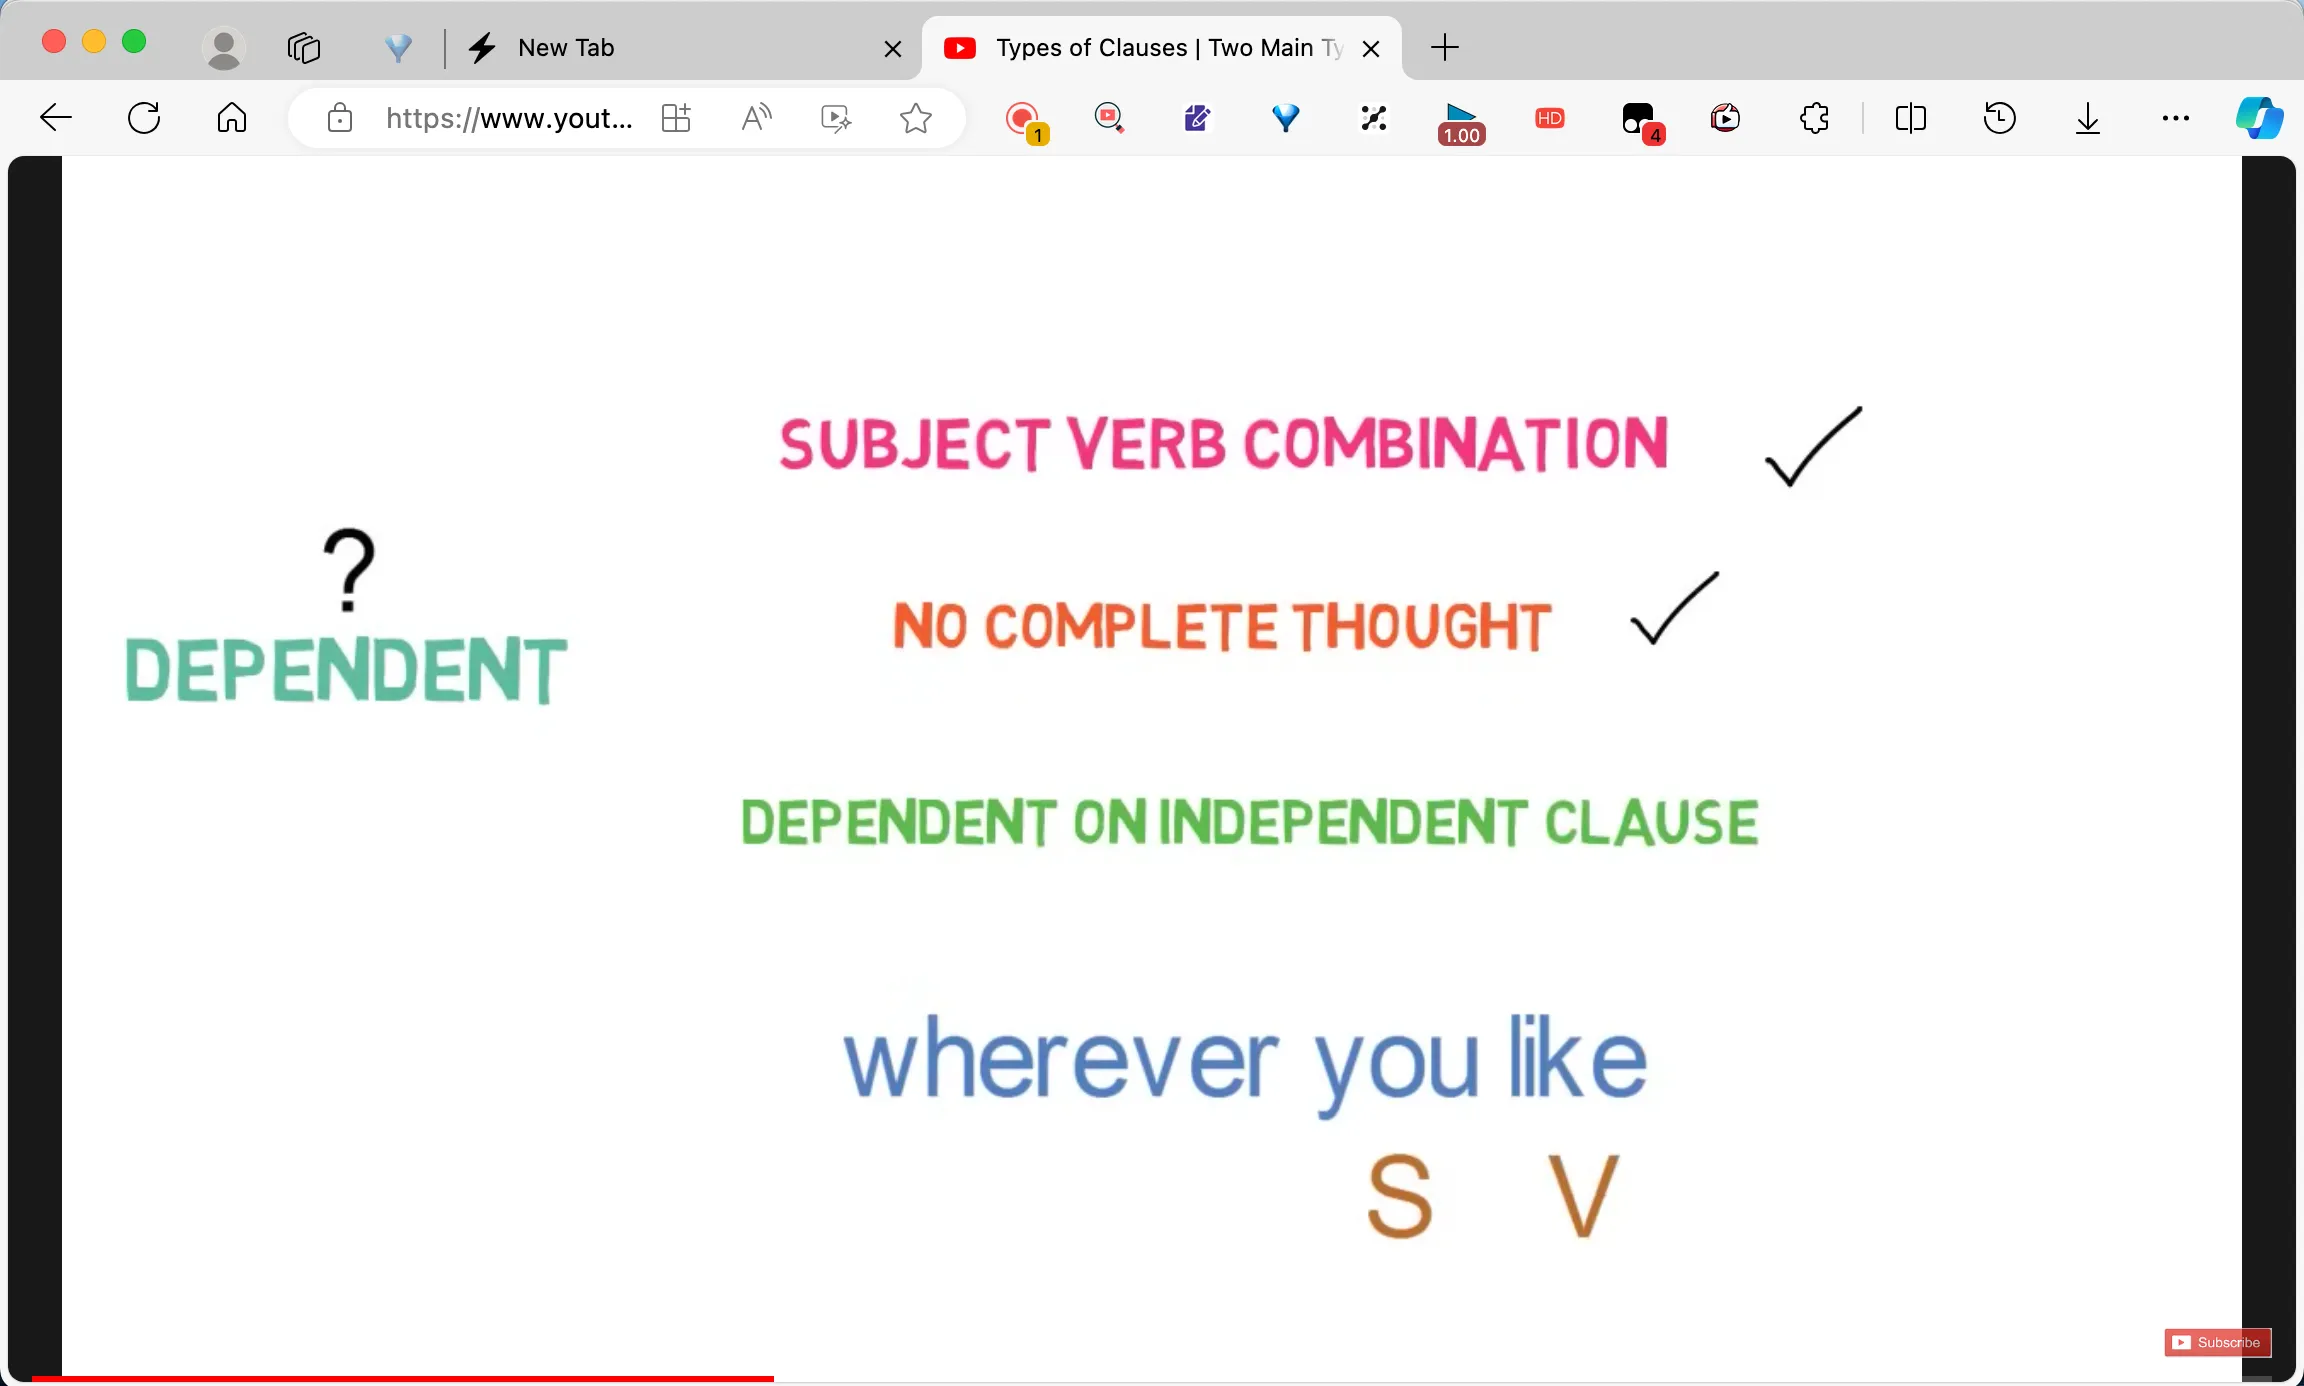 New Tab
Types of Clauses | Two Main Ty
https://www.yout...
1
1.00
HD
4
SUBJECT VERB COMBINATION
?
NO COMPLETE THOUGHT
DEPENDENT
DEPENDENT ON INDEPENDENT CLAUSE
wherever you like
S V
Subscribe